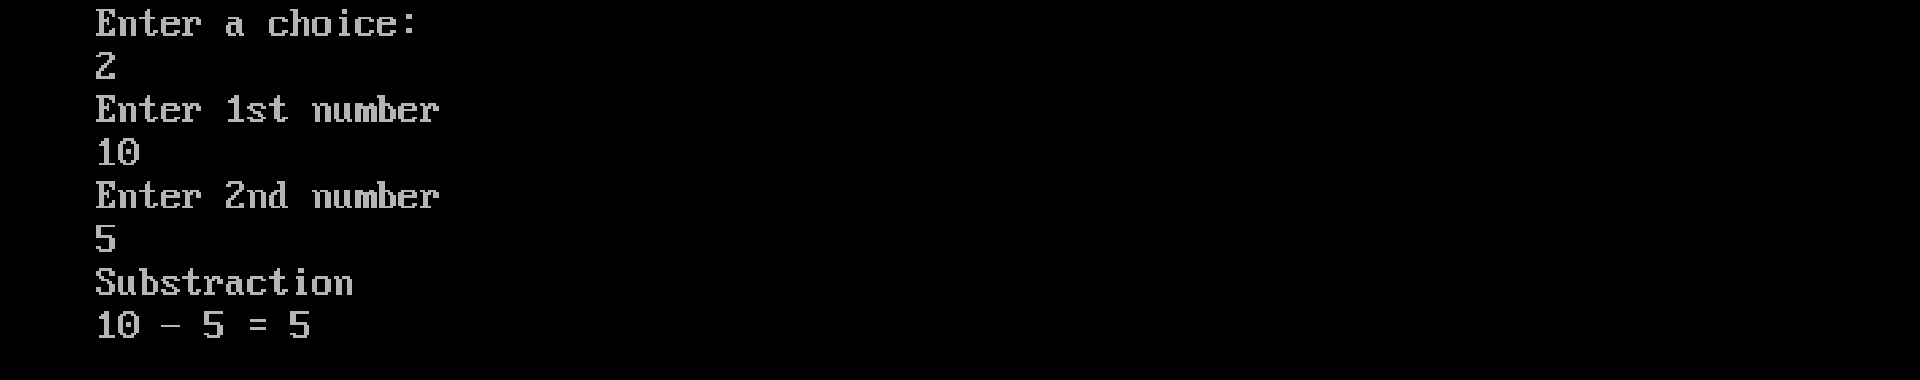 Enter a choice:
2
Enter 1st number
10
Enter 2nd number
5
Substraction
10 - 5 = 5